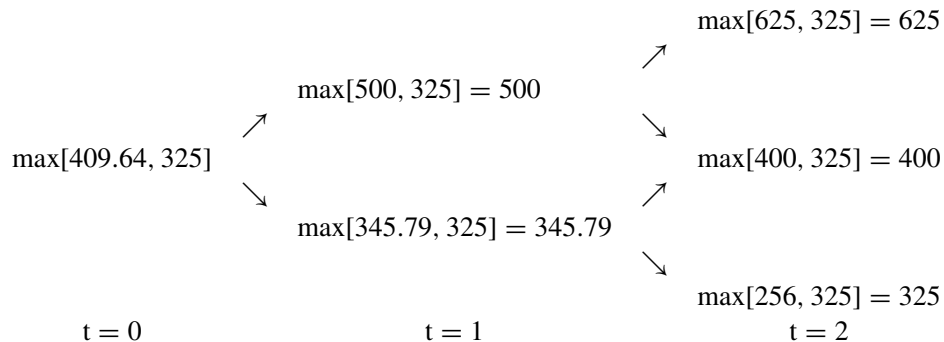 max[625, 325] = 625
max[500, 325] = 500
max[409.64, 325]
max[400, 325] = 400
max[345.79, 325] = 345.79
max[256, 325] = 325
t = 0 t = 1 t = 2